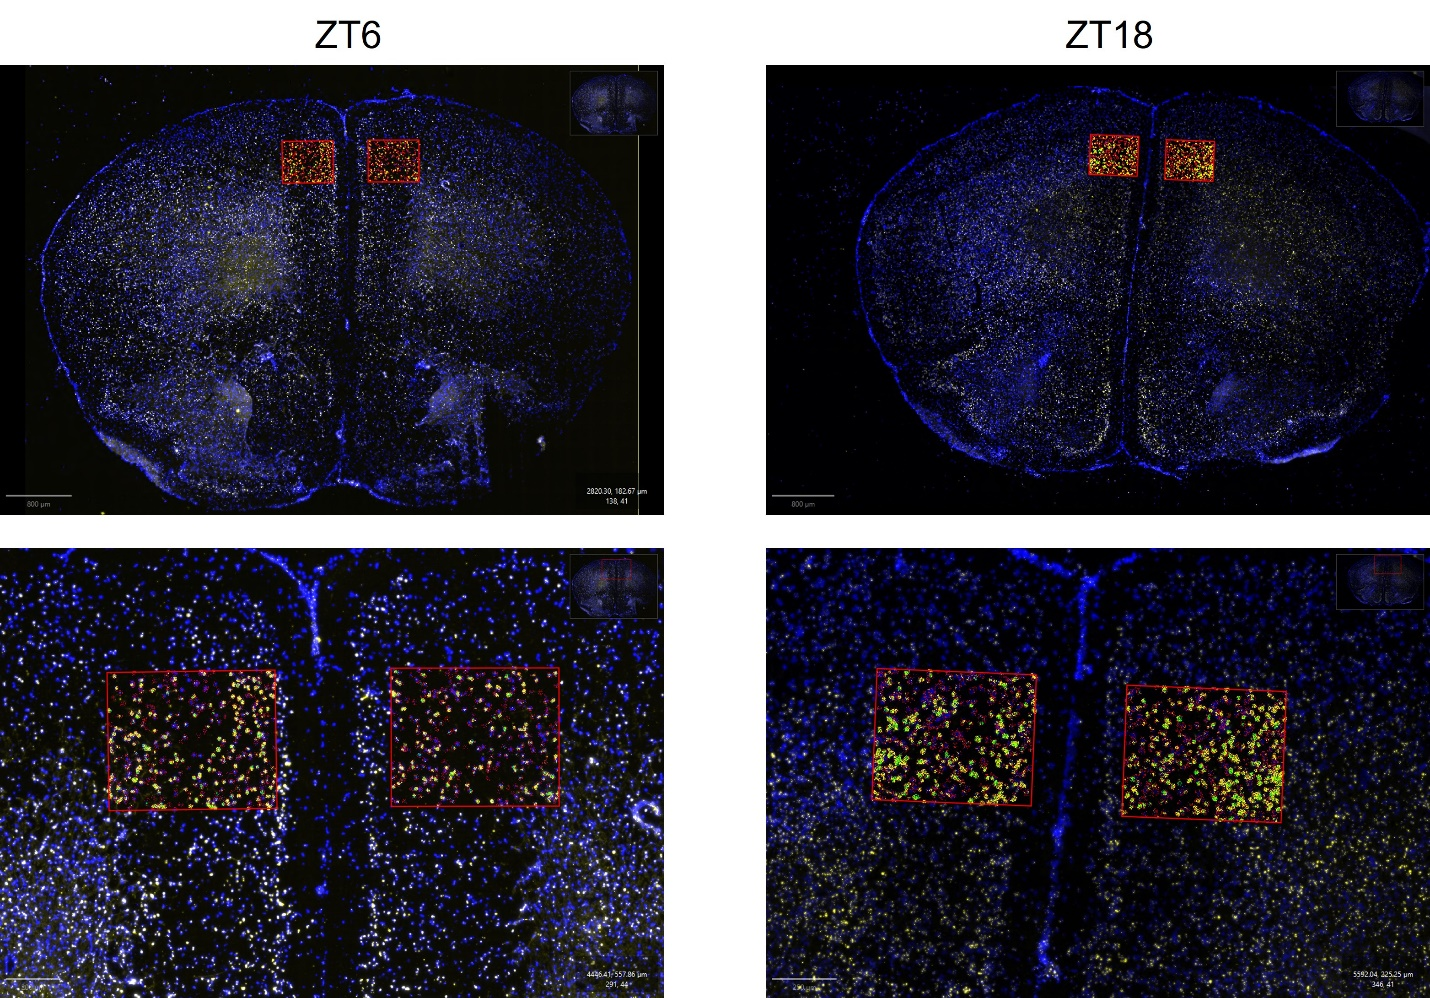 ZT6
ZT18
2820.30, 182.67 µm
138, 41
800 µm
800 µm
4446.41, 557.86 µm
291, 44
5592.04, 225.25 µm
346, 41